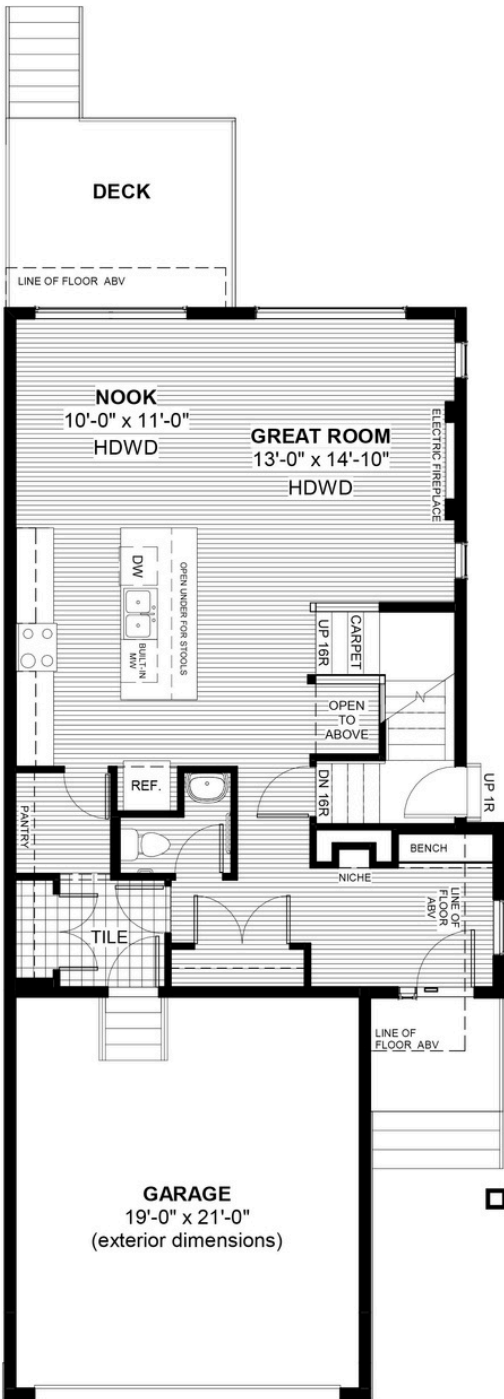 DECK
LINE OF FLOOR ABV
NOOK
10'-0" x 11'-0"
HDWD
GREAT ROOM
13'-0" x 14'-10"
HDWD
ELECTRIC FIREPLACE
DW
BUILT-IN
MW
OPEN UNDER FOR STOOLS
UP 16R
CARPET
OPEN
TO
ABOVE
REF.
DN 16R
UP 1R
PANTRY
BENCH
NICHE
LINE OF
FLOOR
ABV
TILE
LINE OF
FLOOR ABV
GARAGE
19'-0" x 21'-0"
(exterior dimensions)